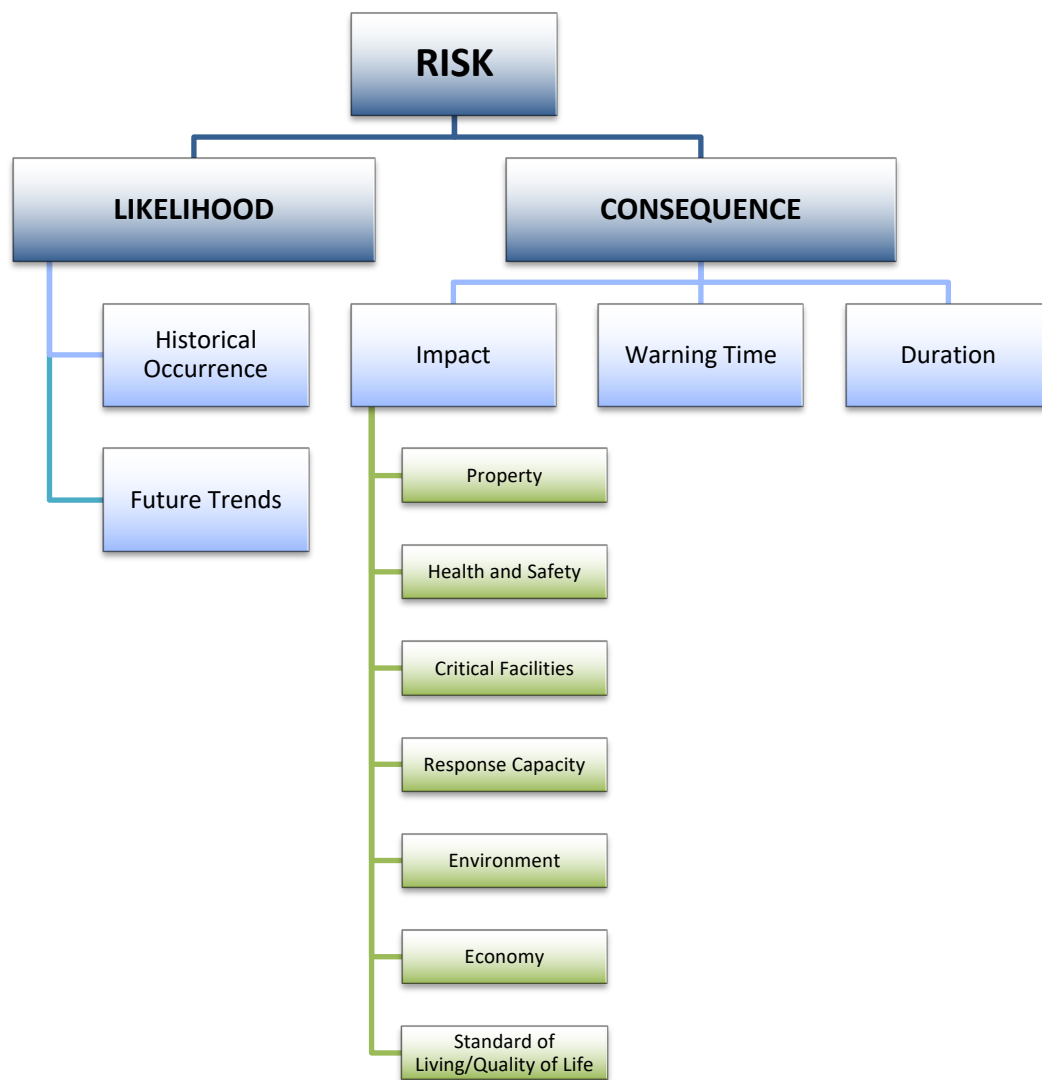 RISK
LIKELIHOOD
CONSEQUENCE
Historical
Occurrence
Impact
Warning Time
Duration
Future Trends
Property
Health and Safety
Critical Facilities
Response Capacity
Environment
Economy
Standard of
Living/Quality of Life